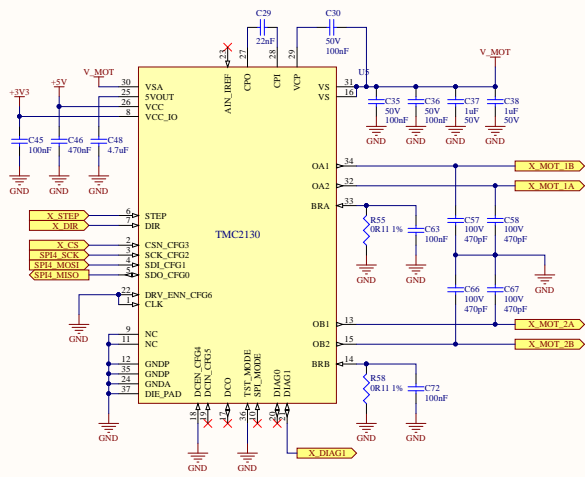 C29
22nF
C30
50V
100nF
V_MOT
+5V
+3V3
V_MOT
U5
23
27
28
29
AIN_IREF
CPO
CPI
VCP
30
25
26
8
VSA
5VOUT
VCC
VCC_IO
VS
VS
31
16
C45
100nF
C46
470nF
C48
4.7uF
GND
GND
GND
C35
50V
100nF
C36
50V
100nF
C37
1uF
50V
C38
1uF
50V
GND
GND
GND
GND
OA1
34
X_MOT_1B
OA2
32
X_MOT_1A
BRA
33
X_STEP
6
STEP
X_DIR
7
DIR
R55
0R11 1%
C63
100nF
C57
100V
470pF
C58
100V
470pF
TMC2130
X_CS
2
CSN_CFG3
SPI4_SCK
3
SCK_CFG2
SPI4_MOSI
4
SDI_CFG1
SPI4_MISO
5
SDO_CFG0
GND
GND
GND
22
DRV_ENN_CFG6
1
CLK
C66
100V
470pF
C67
100V
470pF
GND
OB1
13
X_MOT_2A
OB2
15
X_MOT_2B
BRB
14
9
NC
11
NC
12
GNDP
35
GNDP
24
GNDA
37
DIE_PAD
DCEN_CFG4
DCIN_CFG5
DCO
TST_MODE
SPI_MODE
DIAG0
DIAG1
R58
0R11 1%
C72
100nF
18
19
17
36
10
20
21
GND
GND
GND
GND
GND
X_DIAG1